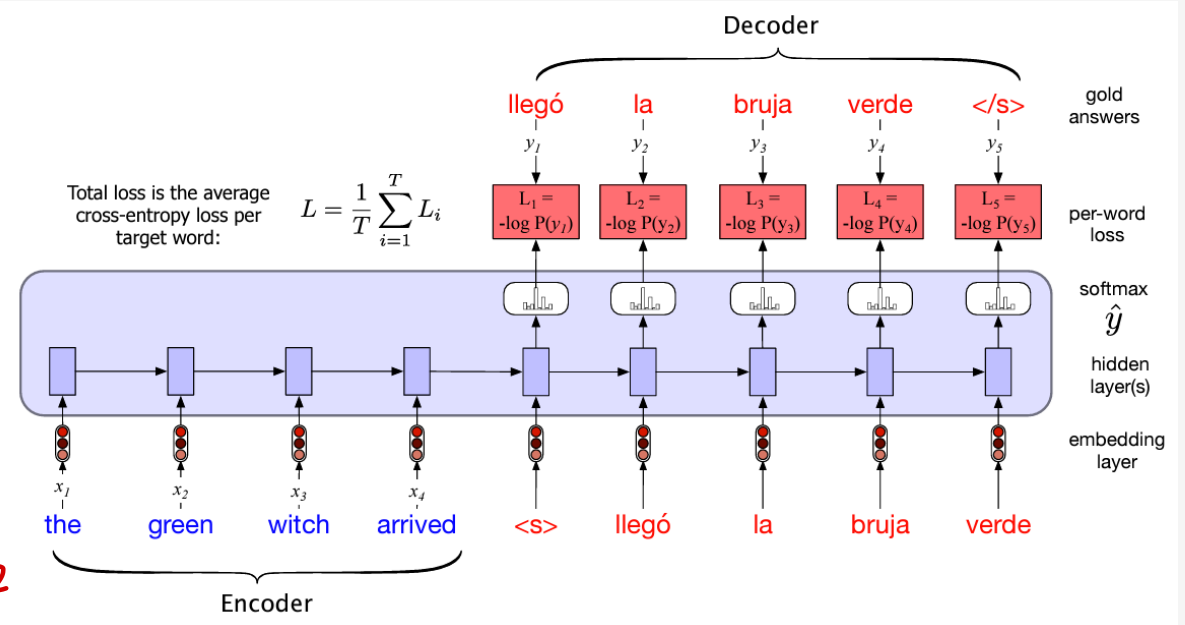 Decoder
llegó la bruja verde </s>
gold
answers
y1 y2 y3 y4 y5
Total loss is the average
cross-entropy loss per
target word:
L = 1/T ∑ T i=1 Li
L1 =
-log P(y1)
L2 =
-log P(y2)
L3 =
-log P(y3)
L4 =
-log P(y4)
L5 =
-log P(y5)
per-word
loss
softmax
ŷ
hidden
layer(s)
embedding
layer
x1 x2 x3 x4
the green witch arrived <s> llegó la bruja verde
Encoder